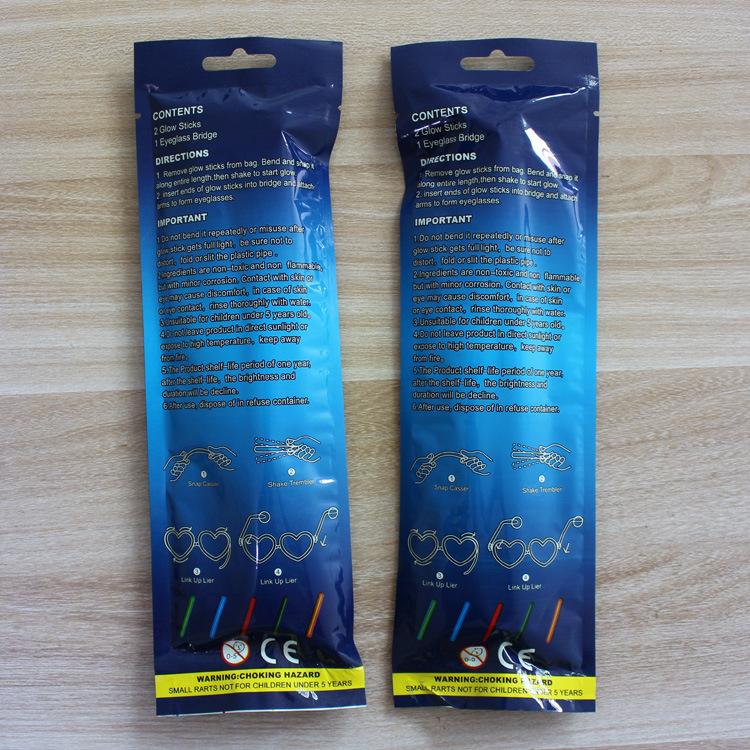 CONTENTS
2 Glow Sticks
1 Eyeglass Bridge
DIRECTIONS
1 Remove glow sticks from bag. Bend and snap it
along entire length,then shake to start glow.
2. insert ends of glow sticks into bridge and attach
arms to form eyeglasses.
IMPORTANT
1.Do not bend it repeatedly or misuse after
glow stick gets full light、be sure not to
distort、fold or slit the plastic pipe 。
2.Ingredients are non-toxic and non flammable,
but with minor corrosion. Contact with skin or
eye may cause discomfort、in case of skin
or eye contact、rinse thoroughly with water.
3.Unsuitable for children under 5 years old。
4.Do not leave product in direct sunlight or
expose to high temperature、keep away
from fire。
5.The Product shelf-life period of one year,
after the shelf-life、the brightness and
duration will be decline.
6.After use、dispose of in refuse container.
1
Snap Casser
2
Shake Trembler
3
Link Up Lier
4
Link Up Lier
0-5
CE
WARNING:CHOKING HAZARD
SMALL RARTS NOT FOR CHILDREN UNDER 5 YEARS
CONTENTS
2 Glow Sticks
1 Eyeglass Bridge
DIRECTIONS
1 Remove glow sticks from bag. Bend and snap it
along entire length,then shake to start glow.
2. insert ends of glow sticks into bridge and attach
arms to form eyeglasses.
IMPORTANT
1.Do not bend it repeatedly or misuse after
glow stick gets full light、be sure not to
distort、fold or slit the plastic pipe 。
2.Ingredients are non-toxic and non flammable,
but with minor corrosion. Contact with skin or
eye may cause discomfort、in case of skin
or eye contact、rinse thoroughly with water.
3.Unsuitable for children under 5 years old。
4.Do not leave product in direct sunlight or
expose to high temperature、keep away
from fire。
5.The Product shelf-life period of one year,
after the shelf-life、the brightness and
duration will be decline.
6.After use、dispose of in refuse container.
1
Snap Casser
2
Shake Trembler
3
Link Up Lier
4
Link Up Lier
0-5
CE
WARNING:CHOKING HAZARD
SMALL RARTS NOT FOR CHILDREN UNDER 5 YEARS